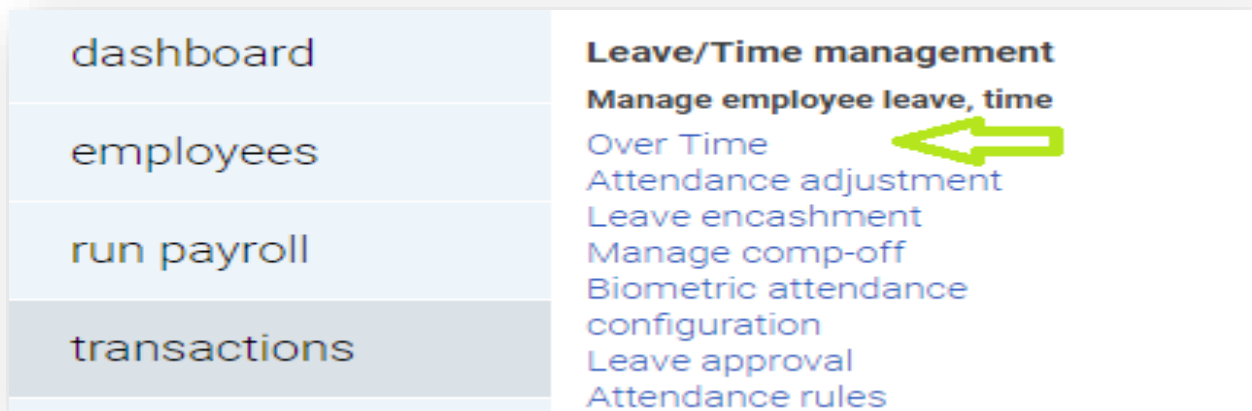 dashboard
employees
run payroll
transactions
Leave/Time management
Manage employee leave, time
Over Time
Attendance adjustment
Leave encashment
Manage comp-off
Biometric attendance
configuration
Leave approval
Attendance rules